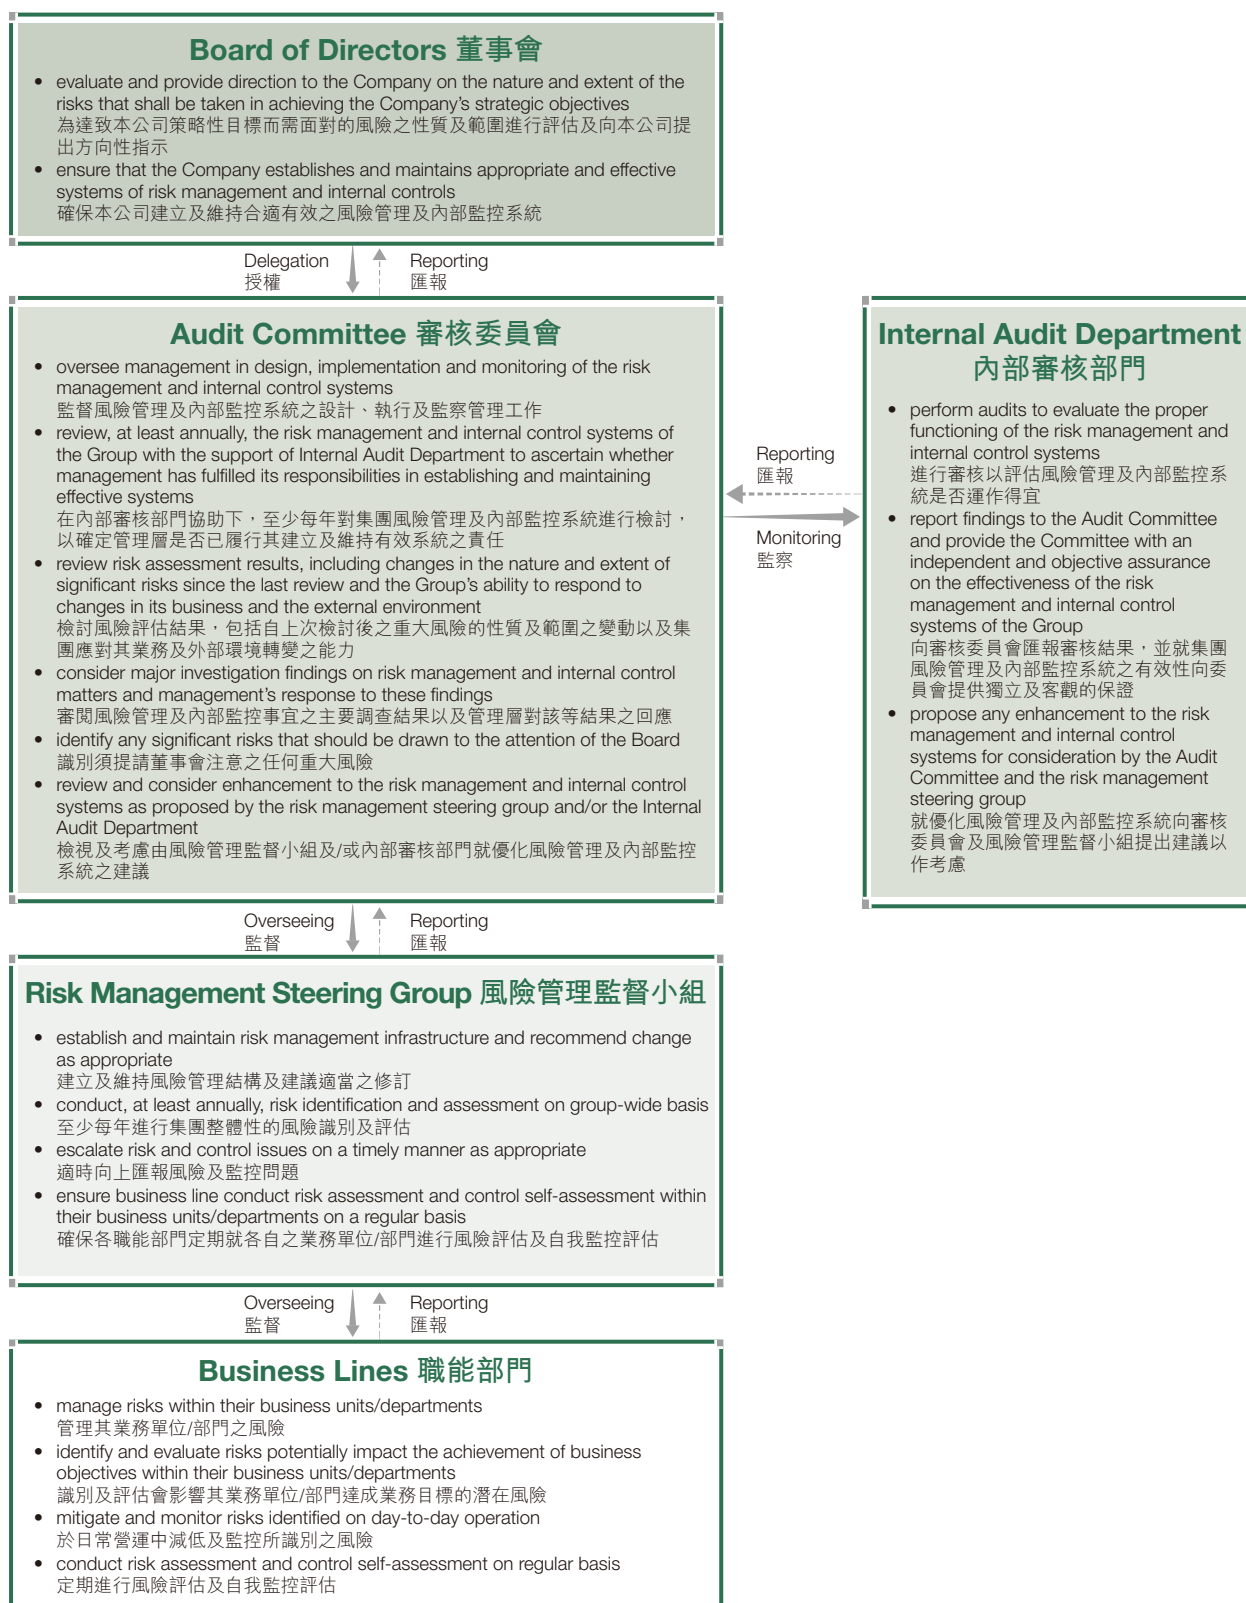 Board of Directors 董事會
• evaluate and provide direction to the Company on the nature and extent of the
risks that shall be taken in achieving the Company’s strategic objectives
為達致本公司策略性目標而需面對的風險之性質及範圍進行評估及向本公司提
出方向性指示
• ensure that the Company establishes and maintains appropriate and effective
systems of risk management and internal controls
確保本公司建立及維持合適有效之風險管理及內部監控系統
Delegation
授權
Reporting
匯報
Audit Committee 審核委員會
• oversee management in design, implementation and monitoring of the risk
management and internal control systems
監督風險管理及內部監控系統之設計、執行及監察管理工作
• review, at least annually, the risk management and internal control systems of
the Group with the support of Internal Audit Department to ascertain whether
management has fulfilled its responsibilities in establishing and maintaining
effective systems
在內部審核部門協助下，至少每年對集團風險管理及內部監控系統進行檢討，
以確定管理層是否已履行其建立及維持有效系統之責任
• review risk assessment results, including changes in the nature and extent of
significant risks since the last review and the Group’s ability to respond to
changes in its business and the external environment
檢討風險評估結果，包括自上次檢討後之重大風險的性質及範圍之變動以及集
團應對其業務及外部環境轉變之能力
• consider major investigation findings on risk management and internal control
matters and management’s response to these findings
審閱風險管理及內部監控事宜之主要調查結果以及管理層對該等結果之回應
• identify any significant risks that should be drawn to the attention of the Board
識別須提請董事會注意之任何重大風險
• review and consider enhancement to the risk management and internal control
systems as proposed by the risk management steering group and/or the Internal
Audit Department
檢視及考慮由風險管理監督小組及/或內部審核部門就優化風險管理及內部監控
系統之建議
Reporting
匯報
Monitoring
監察
Internal Audit Department
內部審核部門
• perform audits to evaluate the proper
functioning of the risk management and
internal control systems
進行審核以評估風險管理及內部監控系
統是否運作得宜
• report findings to the Audit Committee
and provide the Committee with an
independent and objective assurance
on the effectiveness of the risk
management and internal control
systems of the Group
向審核委員會匯報審核結果，並就集團
風險管理及內部監控系統之有效性向委
員會提供獨立及客觀的保證
• propose any enhancement to the risk
management and internal control
systems for consideration by the Audit
Committee and the risk management
steering group
就優化風險管理及內部監控系統向審核
委員會及風險管理監督小組提出建議以
作考慮
Overseeing
監督
Reporting
匯報
Risk Management Steering Group 風險管理監督小組
• establish and maintain risk management infrastructure and recommend change
as appropriate
建立及維持風險管理結構及建議適當之修訂
• conduct, at least annually, risk identification and assessment on group-wide basis
至少每年進行集團整體性的風險識別及評估
• escalate risk and control issues on a timely manner as appropriate
適時向上匯報風險及監控問題
• ensure business line conduct risk assessment and control self-assessment within
their business units/departments on a regular basis
確保各職能部門定期就各自之業務單位/部門進行風險評估及自我監控評估
Overseeing
監督
Reporting
匯報
Business Lines 職能部門
• manage risks within their business units/departments
管理其業務單位/部門之風險
• identify and evaluate risks potentially impact the achievement of business
objectives within their business units/departments
識別及評估會影響其業務單位/部門達成業務目標的潛在風險
• mitigate and monitor risks identified on day-to-day operation
於日常營運中減低及監控所識別之風險
• conduct risk assessment and control self-assessment on regular basis
定期進行風險評估及自我監控評估